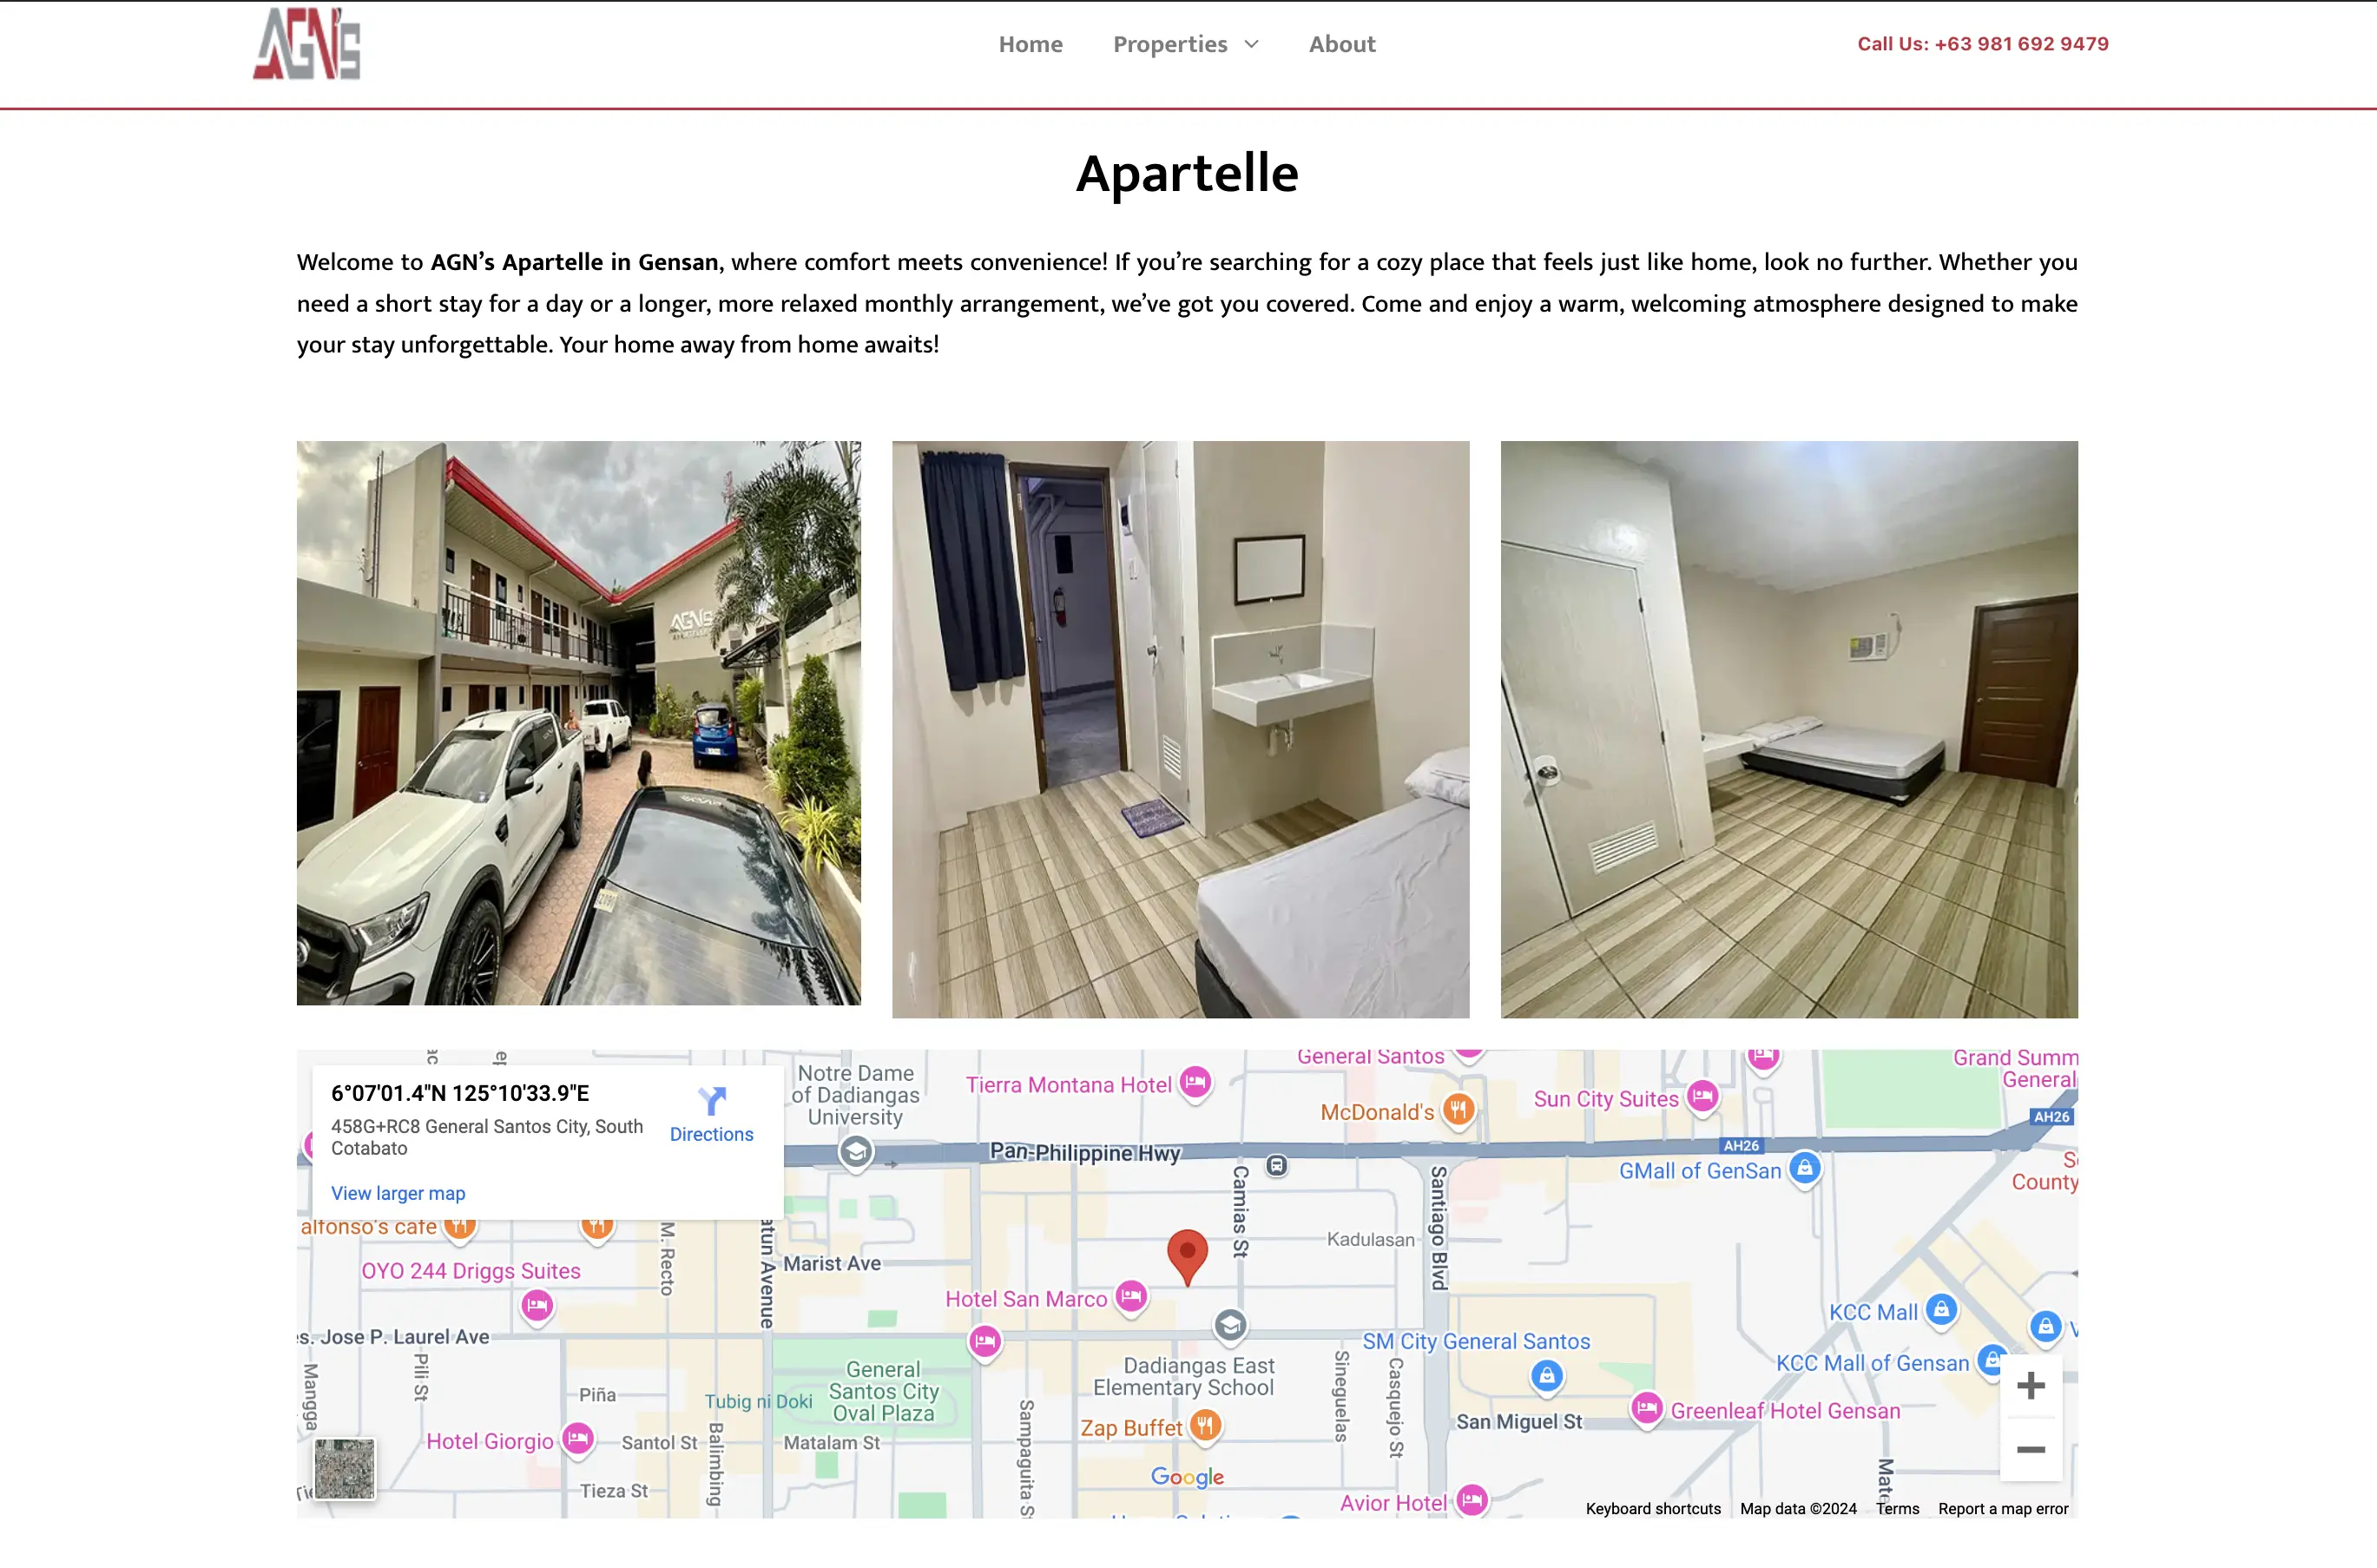 AGN's
Home Properties About
Call Us: +63 981 692 9479
Apartelle
Welcome to AGN’s Apartelle in Gensan, where comfort meets convenience! If you’re searching for a cozy place that feels just like home, look no further. Whether you
need a short stay for a day or a longer, more relaxed monthly arrangement, we’ve got you covered. Come and enjoy a warm, welcoming atmosphere designed to make
your stay unforgettable. Your home away from home awaits!
AGN's
6°07'01.4"N 125°10'33.9"E
458G+RC8 General Santos City, South
Cotabato
Directions
View larger map
Notre Dame
of Dadiangas
University
Tierra Montana Hotel
General Santos
McDonald's
Sun City Suites
Grand Summ
General
AH26
AH26
Pan-Philippine Hwy
GMall of GenSan
County
Camias St
Santiago Blvd
Kadulasan
alfonso's cafe
M. Recto
atun Avenue
Marist Ave
OYO 244 Driggs Suites
Hotel San Marco
s. Jose P. Laurel Ave
KCC Mall
SM City General Santos
KCC Mall of Gensan
Mangga
Pili St
Piña
Tubig ni Doki
General
Santos City
Oval Plaza
Dadiangas East
Elementary School
Sineguelas
Casquejo St
Hotel Giorgio
Santol St
Balimbing
Matalam St
Sampaguita St
Zap Buffet
San Miguel St
Greenleaf Hotel Gensan
Tieza St
Google
Avior Hotel
Mate
Keyboard shortcuts
Map data ©2024
Terms
Report a map error